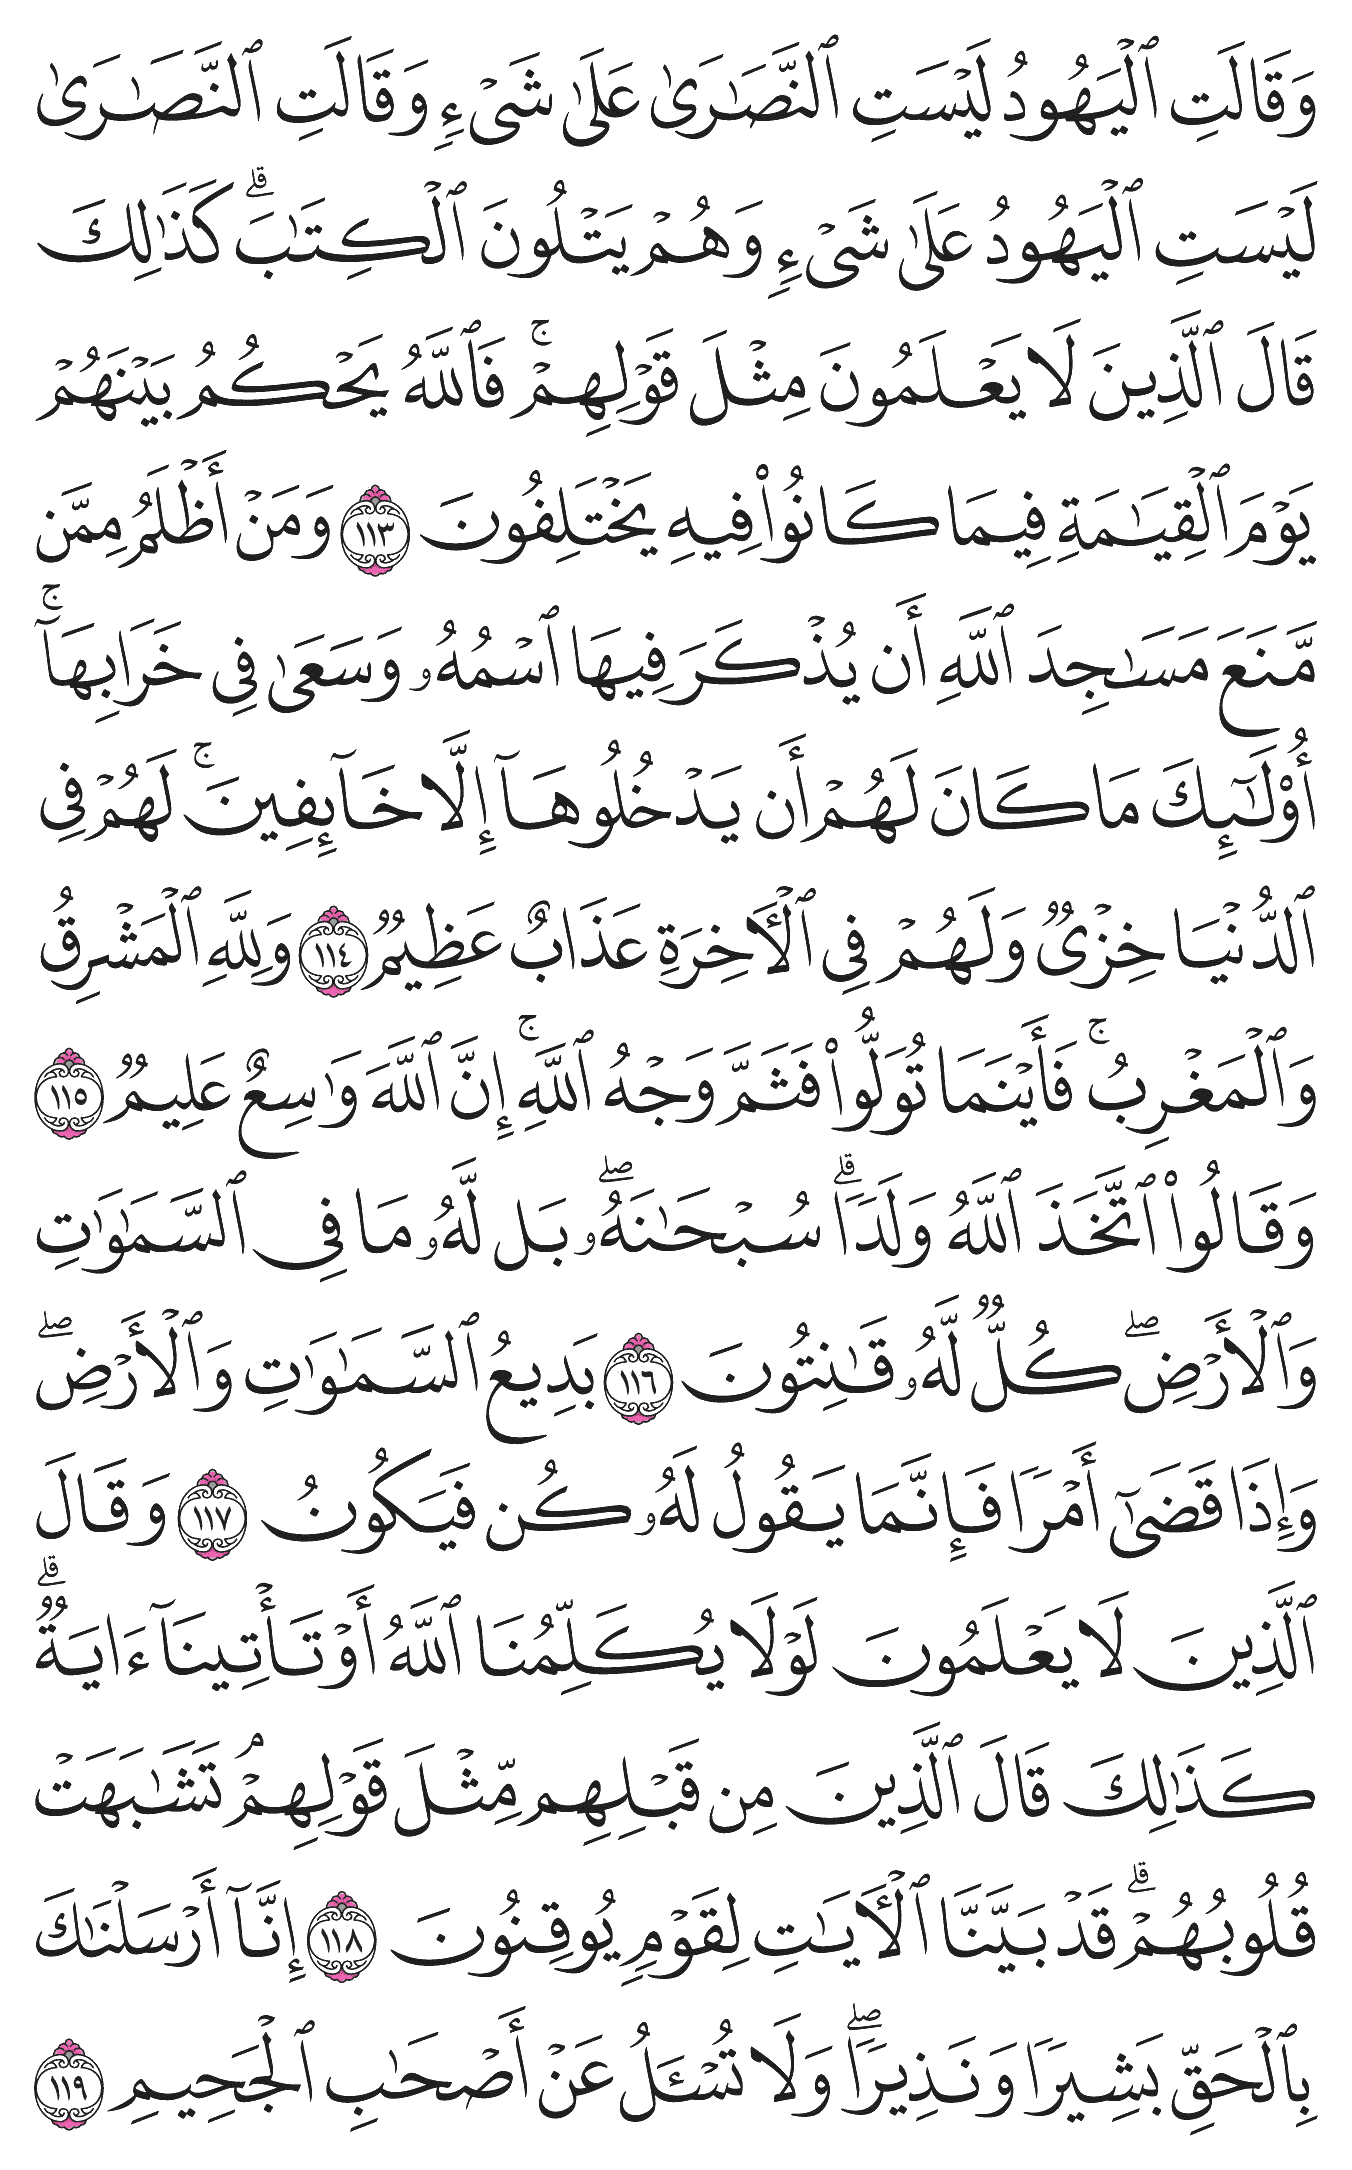 وَقَالَتِ ٱلۡيَهُودُ لَيۡسَتِ ٱلنَّصَٰرَىٰ عَلَىٰ شَيۡءٖ وَقَالَتِ ٱلنَّصَٰرَىٰ
لَيۡسَتِ ٱلۡيَهُودُ عَلَىٰ شَيۡءٖ وَهُمۡ يَتۡلُونَ ٱلۡكِتَٰبَۗ كَذَٰلِكَ
قَالَ ٱلَّذِينَ لَا يَعۡلَمُونَ مِثۡلَ قَوۡلِهِمۡۚ فَٱللَّهُ يَحۡكُمُ بَيۡنَهُمۡ
يَوۡمَ ٱلۡقِيَٰمَةِ فِيمَا كَانُواْ فِيهِ يَخۡتَلِفُونَ ١١٣ وَمَنۡ أَظۡلَمُ مِمَّن
مَّنَعَ مَسَٰجِدَ ٱللَّهِ أَن يُذۡكَرَ فِيهَا ٱسۡمُهُۥ وَسَعَىٰ فِي خَرَابِهَآۚ
أُوْلَٰٓئِكَ مَا كَانَ لَهُمۡ أَن يَدۡخُلُوهَآ إِلَّا خَآئِفِينَۚ لَهُمۡ فِي
ٱلدُّنۡيَا خِزۡيٞ وَلَهُمۡ فِي ٱلۡأٓخِرَةِ عَذَابٌ عَظِيمٞ ١١٤ وَلِلَّهِ ٱلۡمَشۡرِقُ
وَٱلۡمَغۡرِبُۚ فَأَيۡنَمَا تُوَلُّواْ فَثَمَّ وَجۡهُ ٱللَّهِۚ إِنَّ ٱللَّهَ وَٰسِعٌ عَلِيمٞ ١١٥
وَقَالُواْ ٱتَّخَذَ ٱللَّهُ وَلَدٗاۗ سُبۡحَٰنَهُۥۖ بَل لَّهُۥ مَا فِي ٱلسَّمَٰوَٰتِ
وَٱلۡأَرۡضِۖ كُلّٞ لَّهُۥ قَٰنِتُونَ ١١٦ بَدِيعُ ٱلسَّمَٰوَٰتِ وَٱلۡأَرۡضِۖ
وَإِذَا قَضَىٰٓ أَمۡرٗا فَإِنَّمَا يَقُولُ لَهُۥ كُن فَيَكُونُ ١١٧ وَقَالَ
ٱلَّذِينَ لَا يَعۡلَمُونَ لَوۡلَا يُكَلِّمُنَا ٱللَّهُ أَوۡ تَأۡتِينَآ ءَايَةٞۗ
كَذَٰلِكَ قَالَ ٱلَّذِينَ مِن قَبۡلِهِم مِّثۡلَ قَوۡلِهِمۡۘ تَشَٰبَهَتۡ
قُلُوبُهُمۡۗ قَدۡ بَيَّنَّا ٱلۡأٓيَٰتِ لِقَوۡمٖ يُوقِنُونَ ١١٨ إِنَّآ أَرۡسَلۡنَٰكَ
بِٱلۡحَقِّ بَشِيرٗا وَنَذِيرٗاۖ وَلَا تُسۡـَٔلُ عَنۡ أَصۡحَٰبِ ٱلۡجَحِيمِ ١١٩